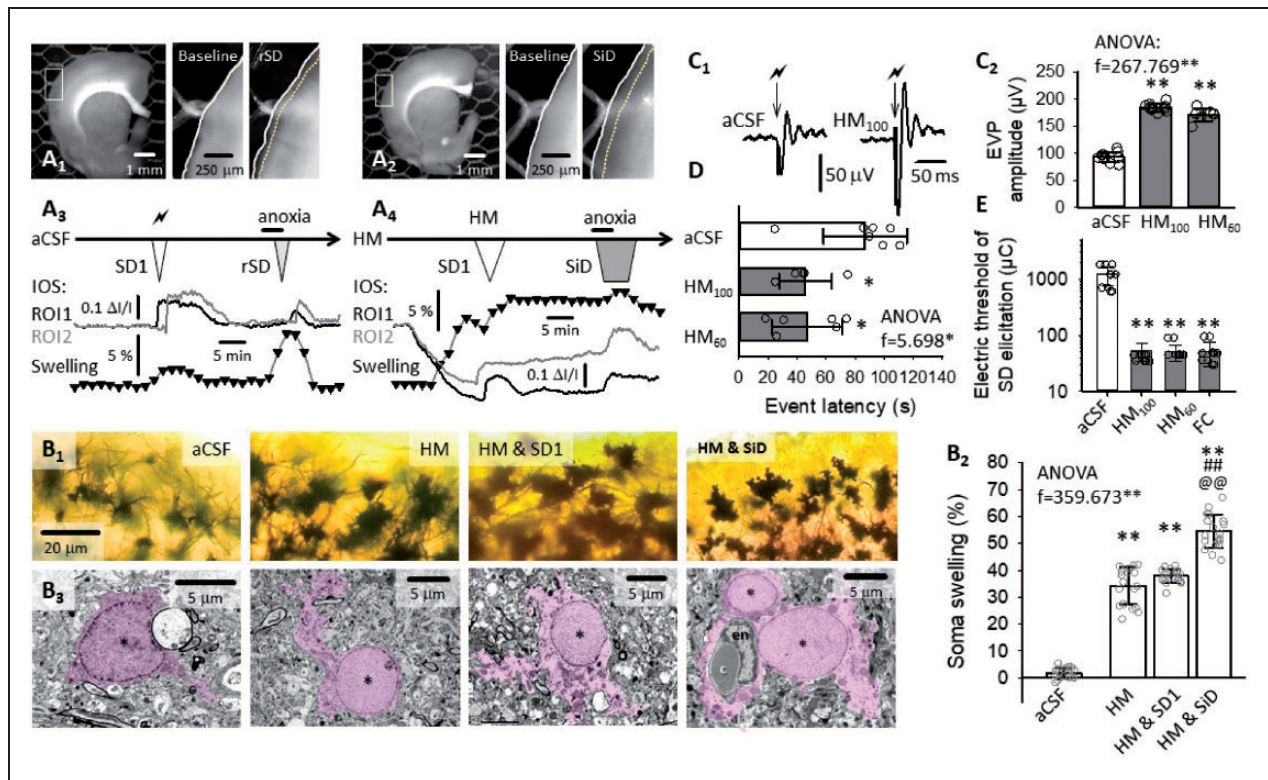 Baseline
rSD
A1
1 mm
250 µm
Baseline
SiD
A2
1 mm
250 µm
C1
aCSF
HM100
50 µV
50 ms
C2
ANOVA:
f=267.769**
EVP
amplitude (µV)
250
200
150
100
50
0
**
**
aCSF
HM100
HM60
A3
anoxia
aCSF
SD1
rSD
IOS:
ROI1
ROI2
0.1 ΔI/I
5 %
5 min
Swelling
A4
HM
anoxia
HM
SD1
SiD
IOS:
ROI1
ROI2
5 %
5 min
Swelling
0.1 ΔI/I
D
aCSF
HM100
HM60
*
*
ANOVA
f=5.698*
0 20 40 60 80 100 120 140
Event latency (s)
E
Electric threshold of
SD elicitation (µC)
1000
100
10
**
**
**
aCSF
HM100
HM60
FC
B1
aCSF
20 µm
HM
HM & SD1
HM & SiD
B2
ANOVA
f=359.673**
Soma swelling (%)
80
70
60
50
40
30
20
10
0
**
**
**
##
@@
aCSF
HM
HM & SD1
HM & SiD
B3
5 µm
*
5 µm
*
5 µm
*
5 µm
*
*
en
c